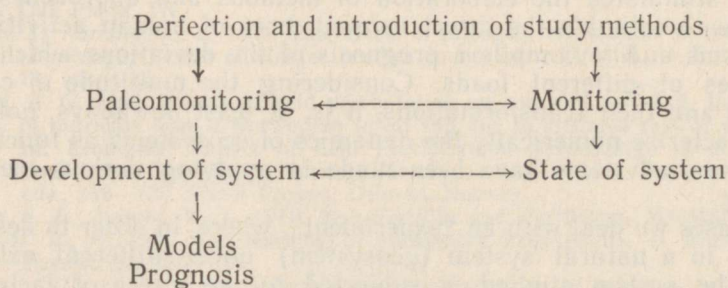 Perfection and introduction of study methods
Paleomonitoring Monitoring
Development of system State of system
Models
Prognosis